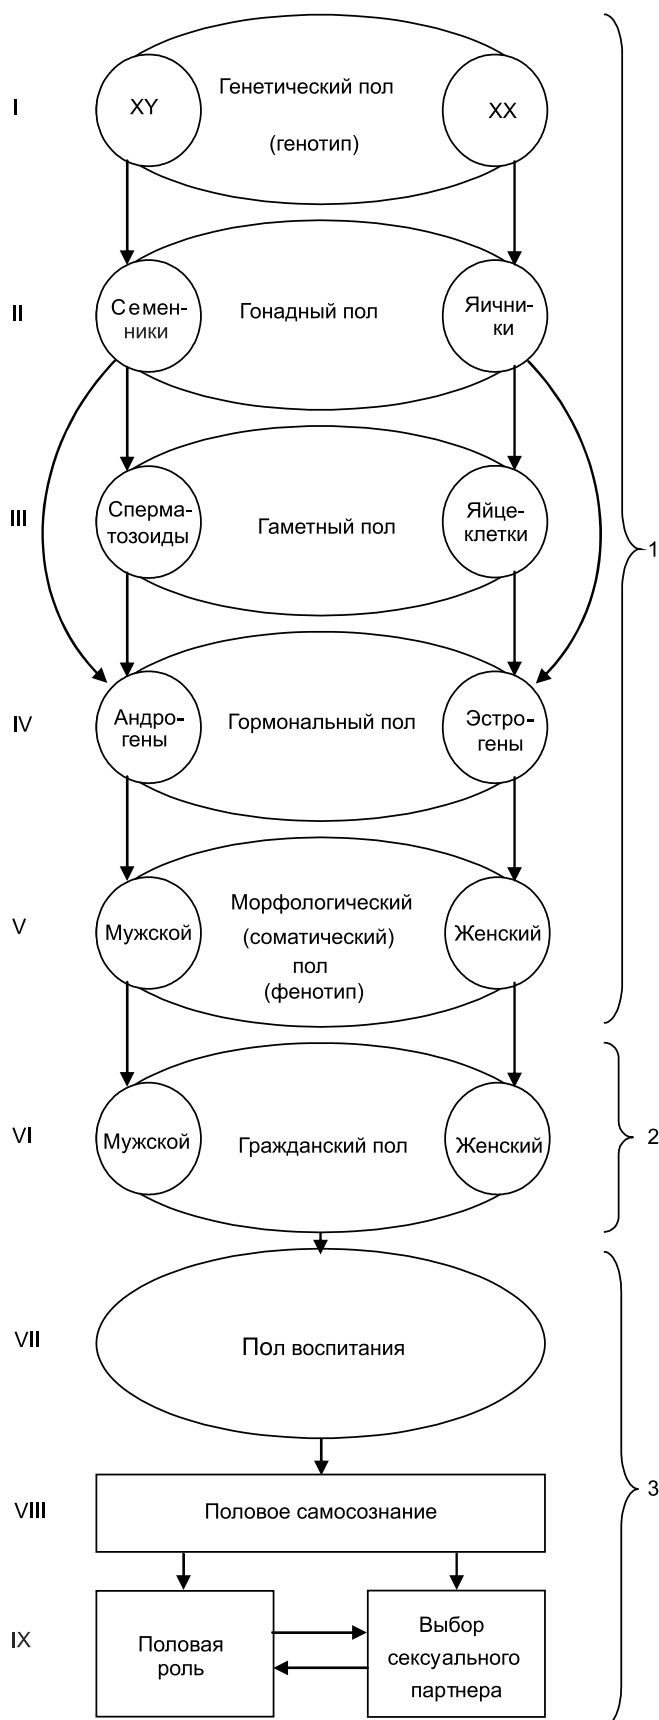 I
XY
Генетический пол
(генотип)
XX
II
Семен-
ники
Гонадный пол
Яични-
ки
III
Сперма-
тозоиды
Гаметный пол
Яйце-
клетки
1
IV
Андро-
гены
Гормональный пол
Эстро-
гены
V
Мужской
Морфологический
(соматический)
пол
(фенотип)
Женский
VI
Мужской
Гражданский пол
Женский
2
VII
Пол воспитания
VIII
Половое самосознание
3
IX
Половая
роль
Выбор
сексуального
партнера